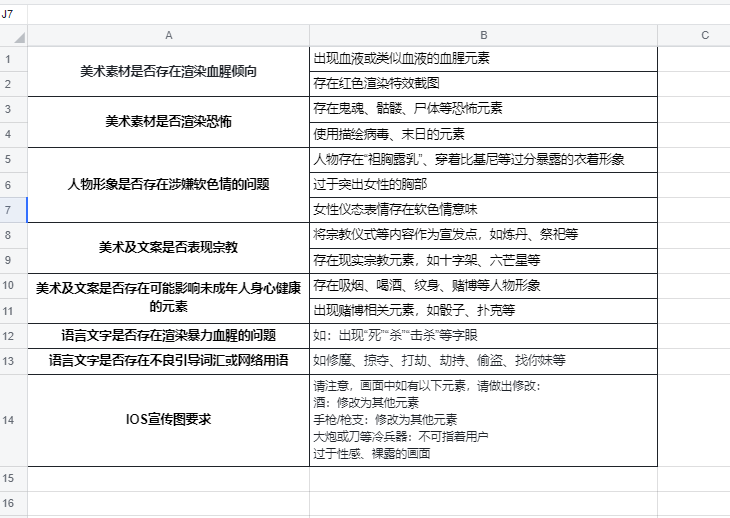 J7
A
B
C
1
美术素材是否存在渲染血腥倾向
出现血液或类似血液的血腥元素
2
存在红色渲染特效截图
3
美术素材是否渲染恐怖
存在鬼魂、骷髅、尸体等恐怖元素
4
使用描绘病毒、末日的元素
5
人物形象是否存在涉嫌软色情的问题
人物存在“袒胸露乳”、穿着比基尼等过分暴露的衣着形象
6
过于突出女性的胸部
7
女性仪态表情存在软色情意味
8
美术及文案是否表现宗教
将宗教仪式等内容作为宣发点，如炼丹、祭祀等
9
存在现实宗教元素，如十字架、六芒星等
10
美术及文案是否存在可能影响未成年人身心健康
的元素
存在吸烟、喝酒、纹身、赌博等人物形象
11
出现赌博相关元素，如骰子、扑克等
12
语言文字是否存在渲染暴力血腥的问题
如：出现“死”“杀”“击杀”等字眼
13
语言文字是否存在不良引导词汇或网络用语
如修魔、掠夺、打劫、劫持、偷盗、找你妹等
14
IOS宣传图要求
请注意，画面中如有以下元素，请做出修改：
酒：修改为其他元素
手枪/枪支：修改为其他元素
大炮或刀等冷兵器：不可指着用户
过于性感、裸露的画面
15
16